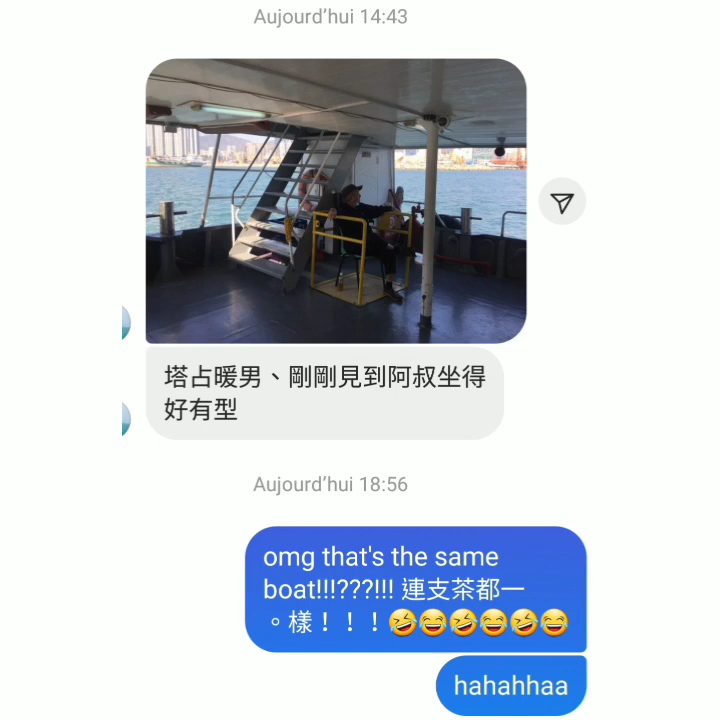 Aujourd’hui 14:43
塔占暖男、剛剛見到阿叔坐得
好有型
Aujourd’hui 18:56
omg that's the same
boat!!!???!!! 連支茶都一
。樣！！！🤣😂🤣😂🤣😂
hahahhaa